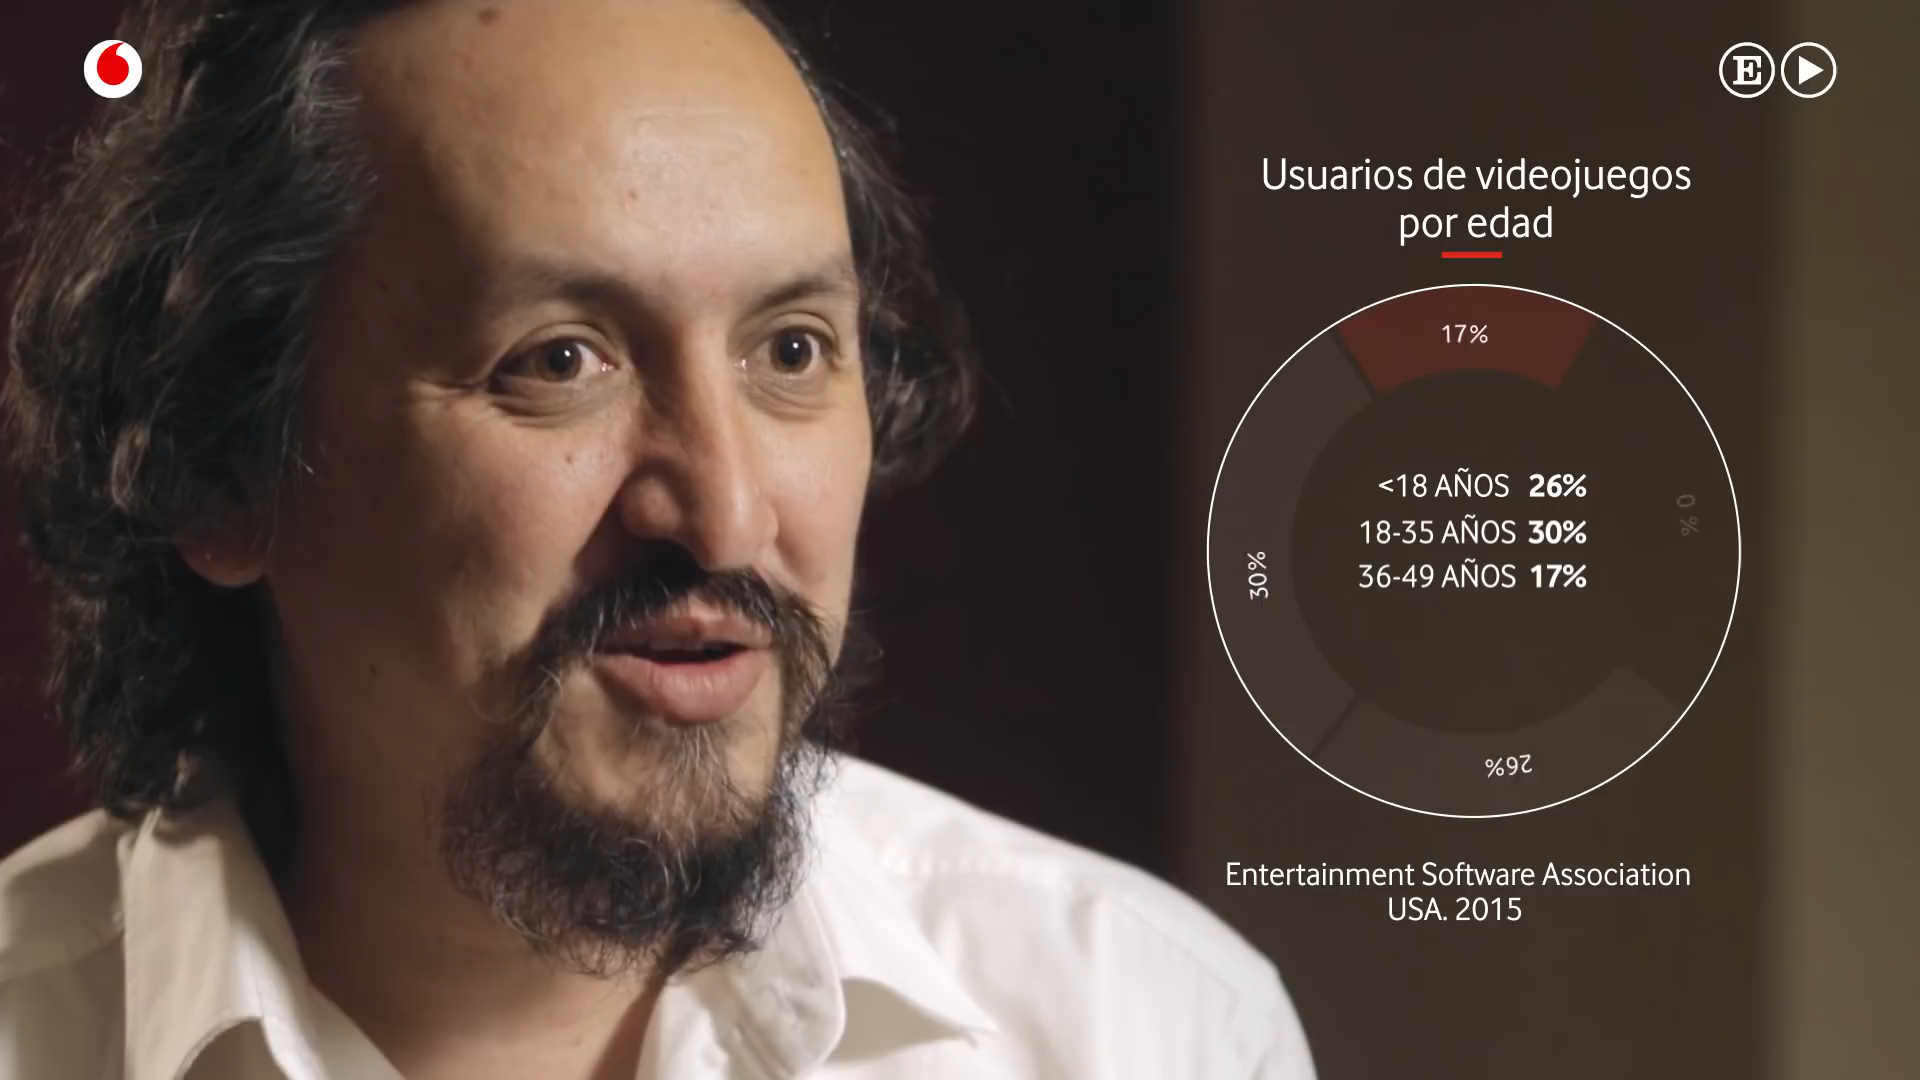 E
Usuarios de videojuegos
por edad
17%
<18 AÑOS 26%
18-35 AÑOS 30%
36-49 AÑOS 17%
0%
30%
26%
Entertainment Software Association
USA. 2015